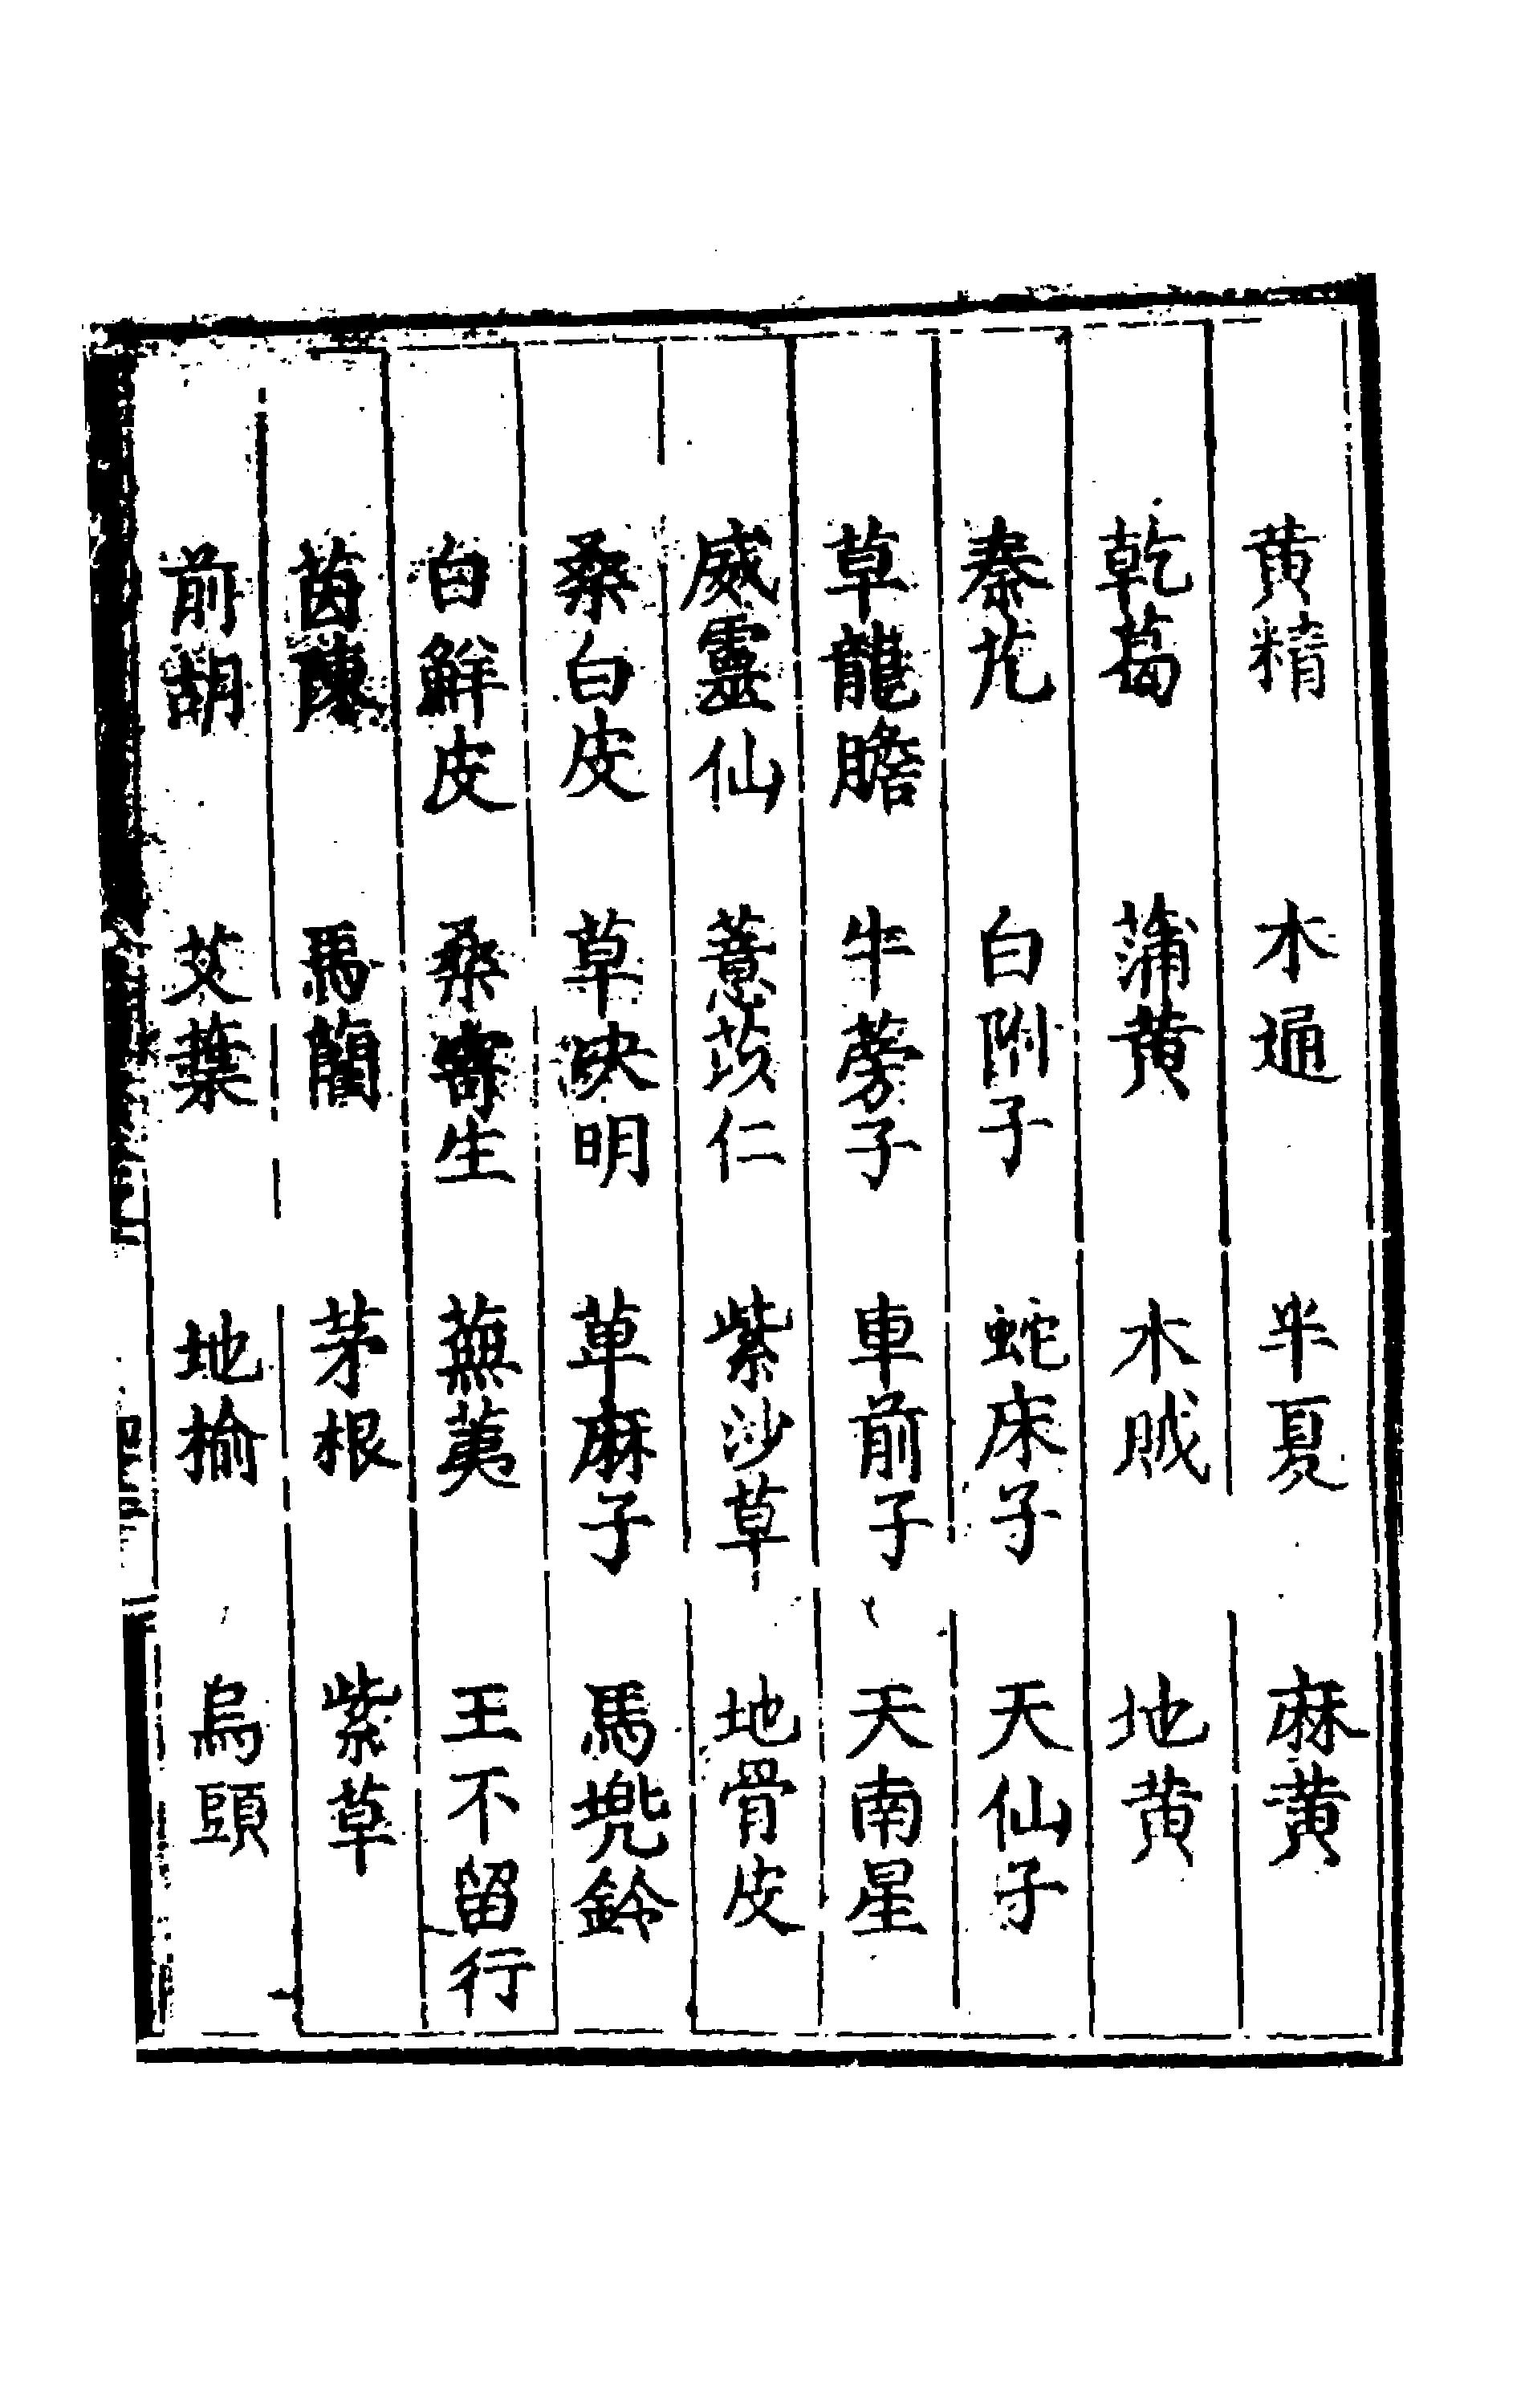 黄精　木通　半夏　麻黄
乾葛　蒲黄　木賊　地黄
秦艽　白附子　蛇床子　天仙子
草龍膽　牛蒡子　車前子　天南星
威靈仙　薏苡仁　紫沙草　地骨皮
桑白皮　草决明　萆麻子　馬兠鈴
白鮮皮　桑寄生　蕪荑　王不留行
茵陳　馬藺　茅根　紫草
前胡　艾葉　地榆　烏頭